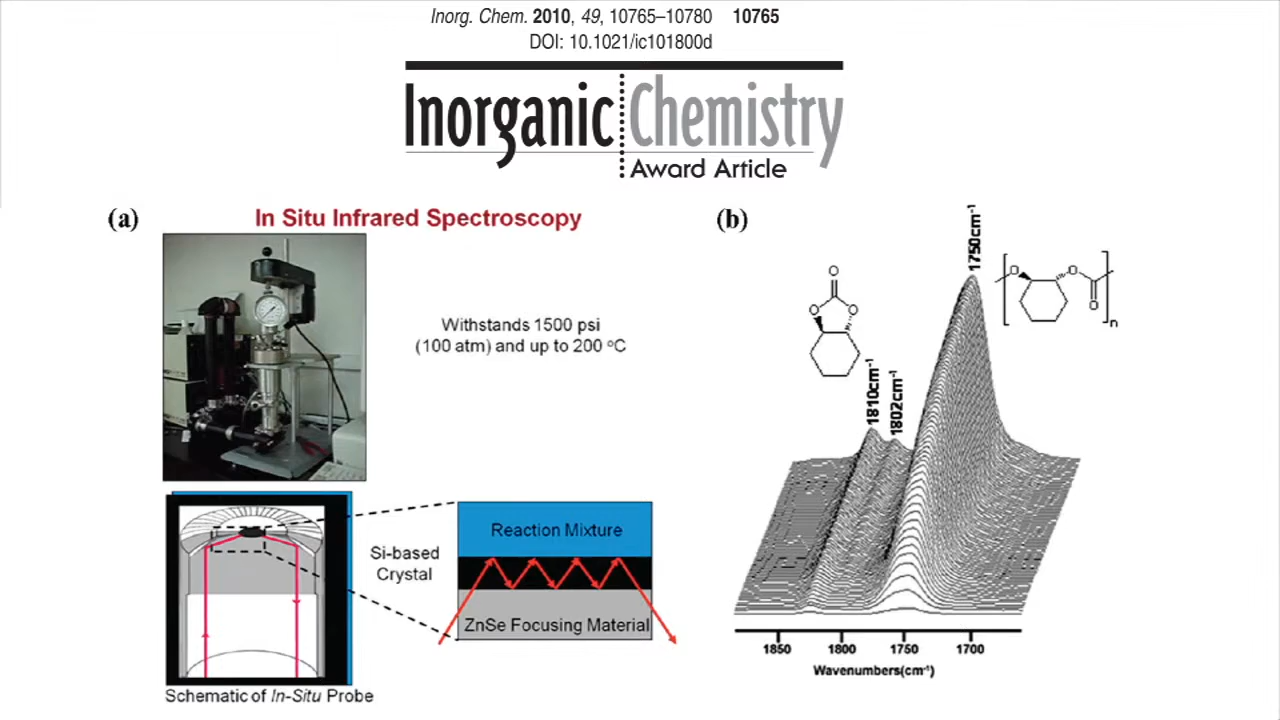 Inorg. Chem. 2010, 49, 10765–10780 10765
DOI: 10.1021/ic101800d
Inorganic Chemistry
Award Article
(a)
In Situ Infrared Spectroscopy
Withstands 1500 psi
(100 atm) and up to 200 °C
Reaction Mixture
Si-based
Crystal
ZnSe Focusing Material
Schematic of In-Situ Probe
(b)
1750cm⁻¹
1810cm⁻¹
1802cm⁻¹
O
O
O
O
O
O
n
1850 1800 1750 1700
Wavenumbers(cm⁻¹)